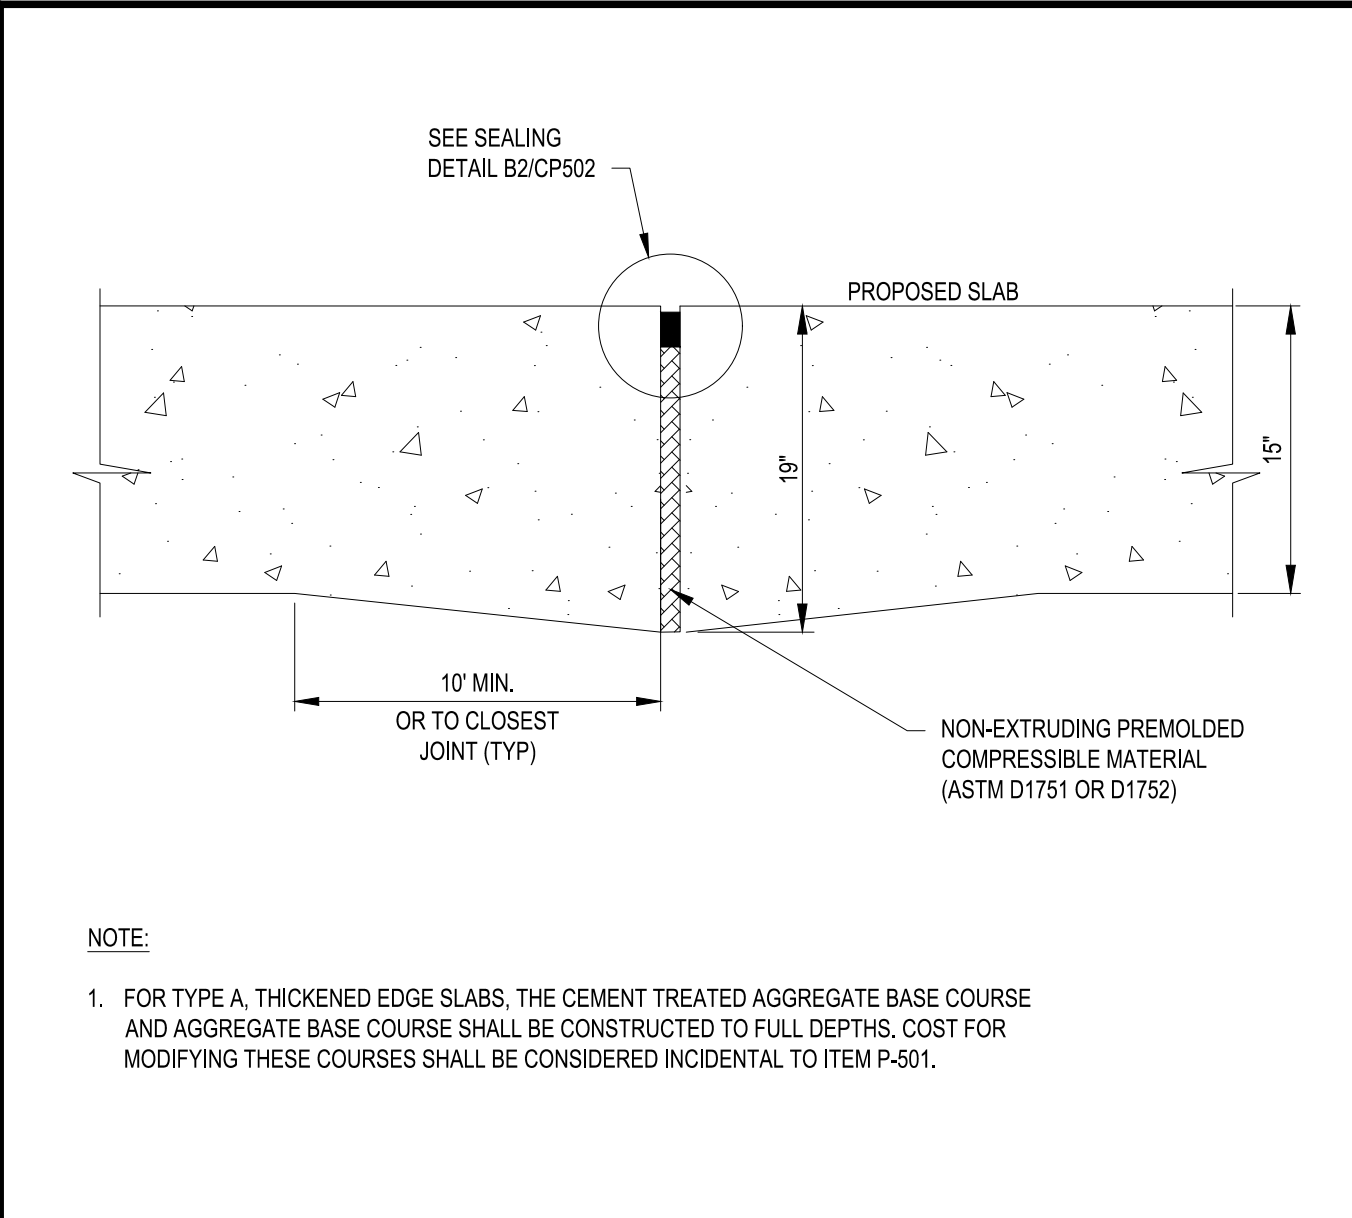 SEE SEALING
DETAIL B2/CP502
PROPOSED SLAB
19"
15"
10' MIN.
OR TO CLOSEST
JOINT (TYP)
NON-EXTRUDING PREMOLDED
COMPRESSIBLE MATERIAL
(ASTM D1751 OR D1752)
NOTE:
1. FOR TYPE A, THICKENED EDGE SLABS, THE CEMENT TREATED AGGREGATE BASE COURSE
AND AGGREGATE BASE COURSE SHALL BE CONSTRUCTED TO FULL DEPTHS. COST FOR
MODIFYING THESE COURSES SHALL BE CONSIDERED INCIDENTAL TO ITEM P-501.